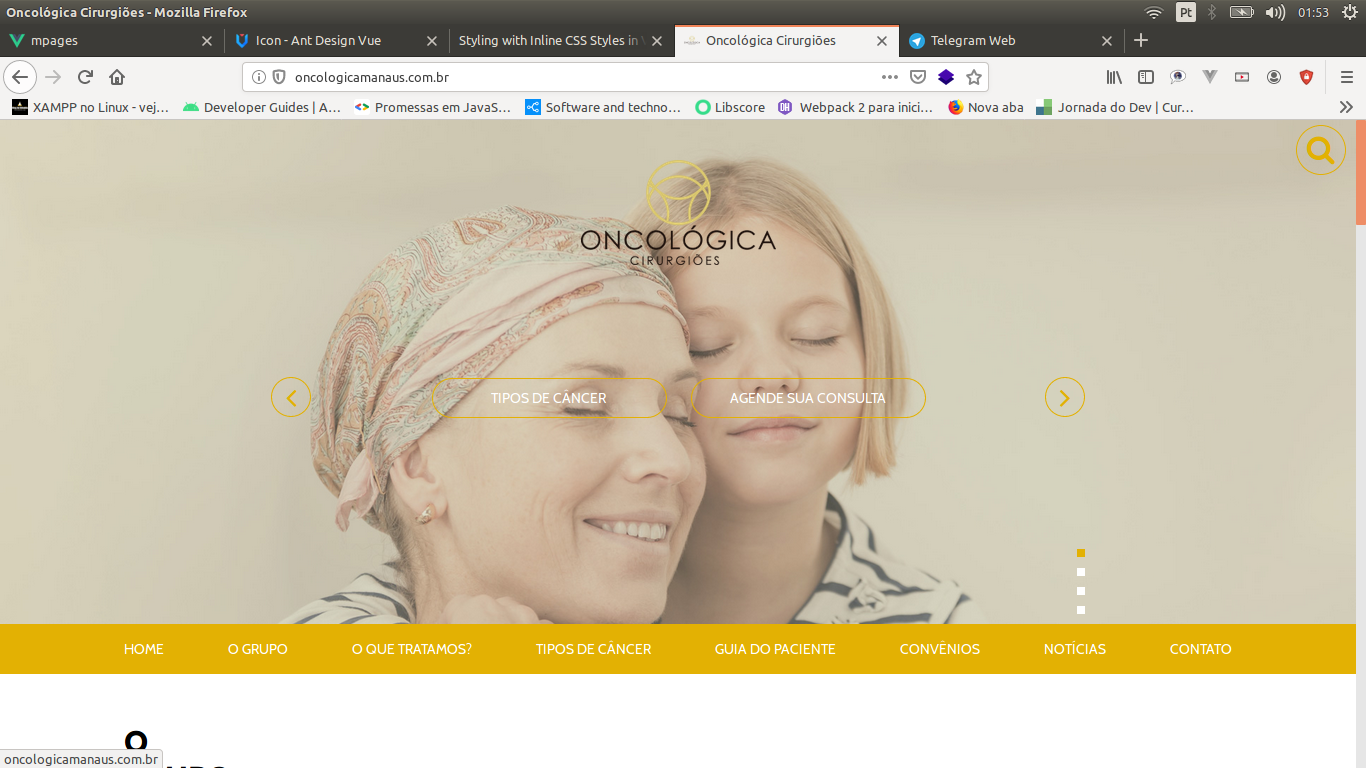 Oncológica Cirurgiões - Mozilla Firefox
Pt
01:53
mpages
Icon - Ant Design Vue
Styling with Inline CSS Styles in
Oncológica Cirurgiões
Telegram Web
oncologicamanaus.com.br
XAMPP no Linux - vej…
Developer Guides | A…
Promessas em JavaS…
Software and techno…
Libscore
Webpack 2 para inici…
Nova aba
Jornada do Dev | Cur…
ONCOLÓGICA
CIRURGIÕES
TIPOS DE CÂNCER
AGENDE SUA CONSULTA
HOME
O GRUPO
O QUE TRATAMOS?
TIPOS DE CÂNCER
GUIA DO PACIENTE
CONVÊNIOS
NOTÍCIAS
CONTATO
O
oncologicamanaus.com.br